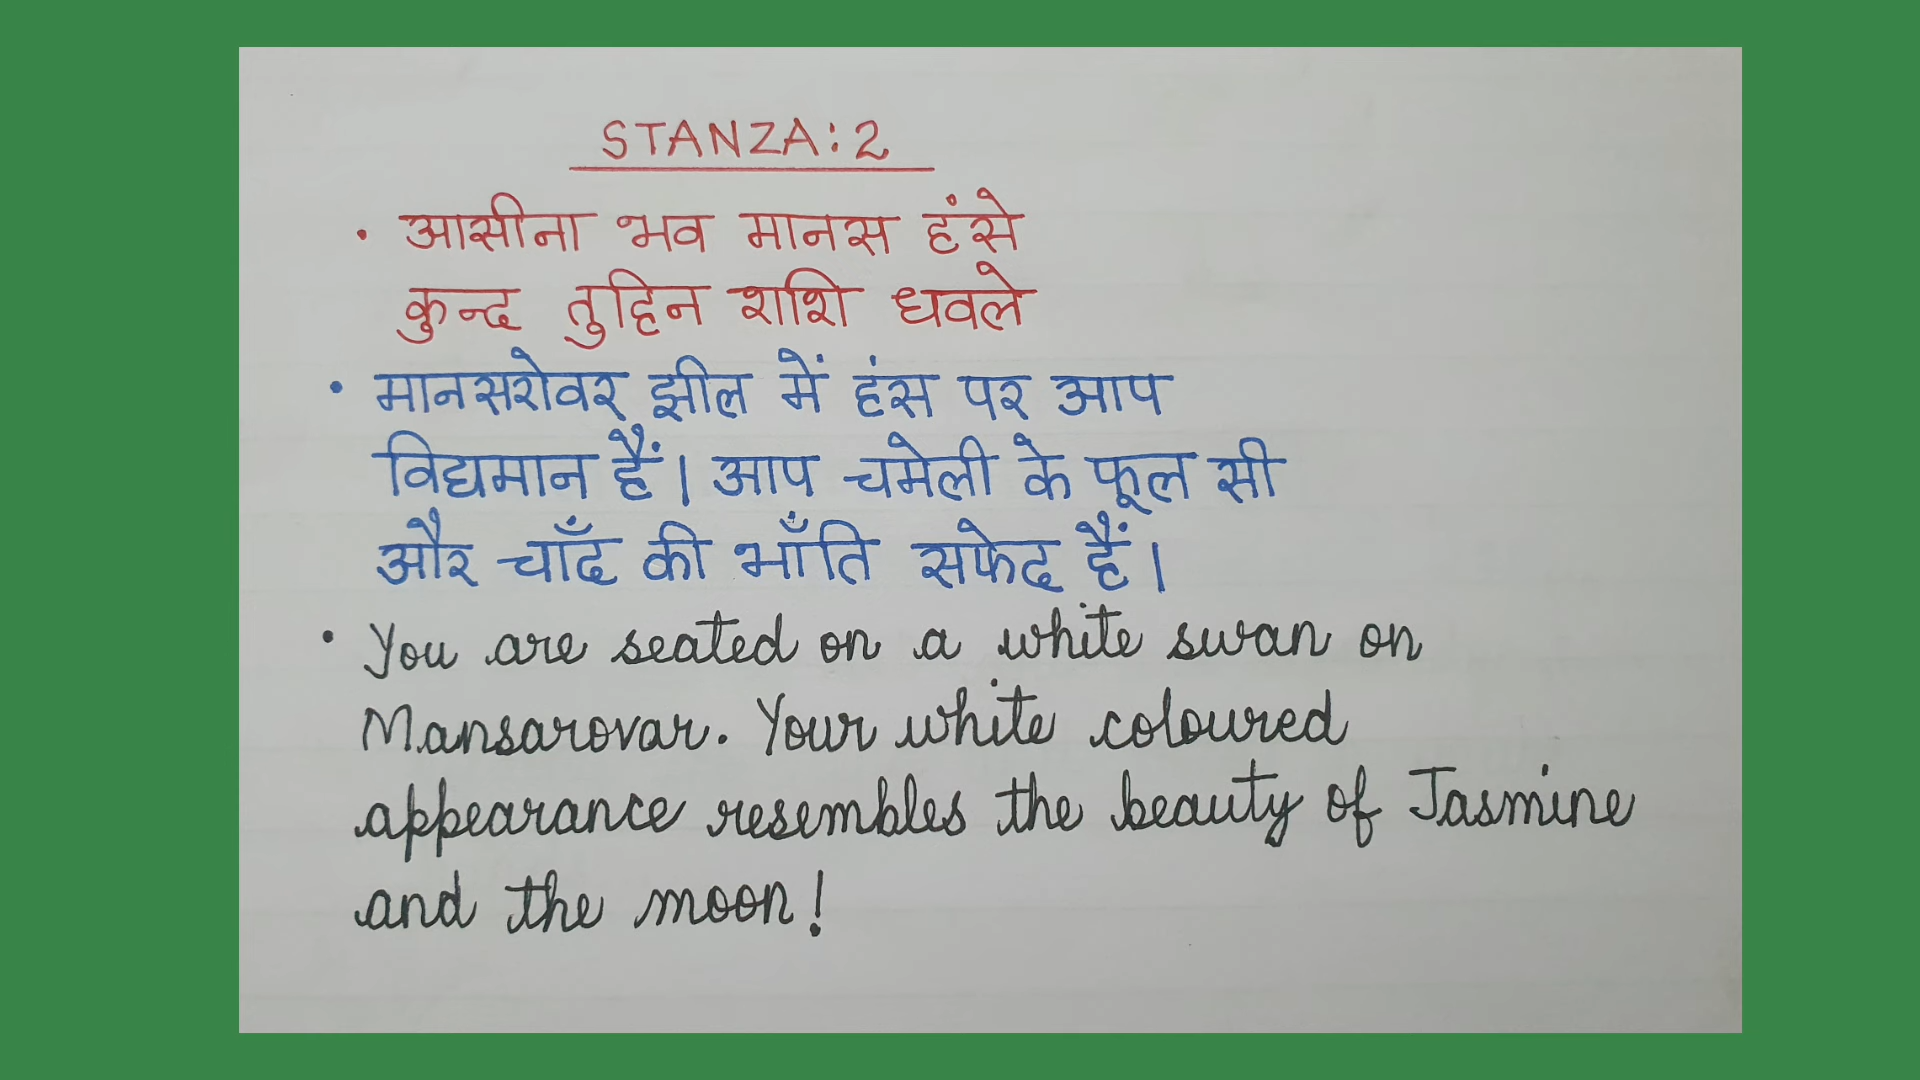 STANZA:2
• आसीना भव मानस हंसे
कुन्द तुहिन शशि धवले
• मानसरोवर झील में हंस पर आप
विद्यमान हैं। आप चमेली के फूल सी
और चाँद की भाँति सफेद हैं।
• You are seated on a white swan on
Mansarovar. Your white coloured
appearance resembles the beauty of Jasmine
and the moon!